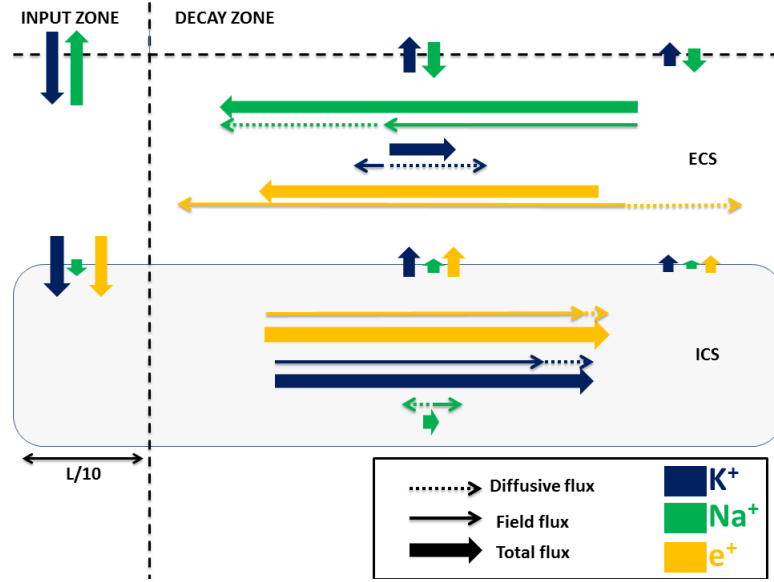 INPUT ZONE
DECAY ZONE
ECS
ICS
L/10
Diffusive flux
Field flux
Total flux
K⁺
Na⁺
e⁺